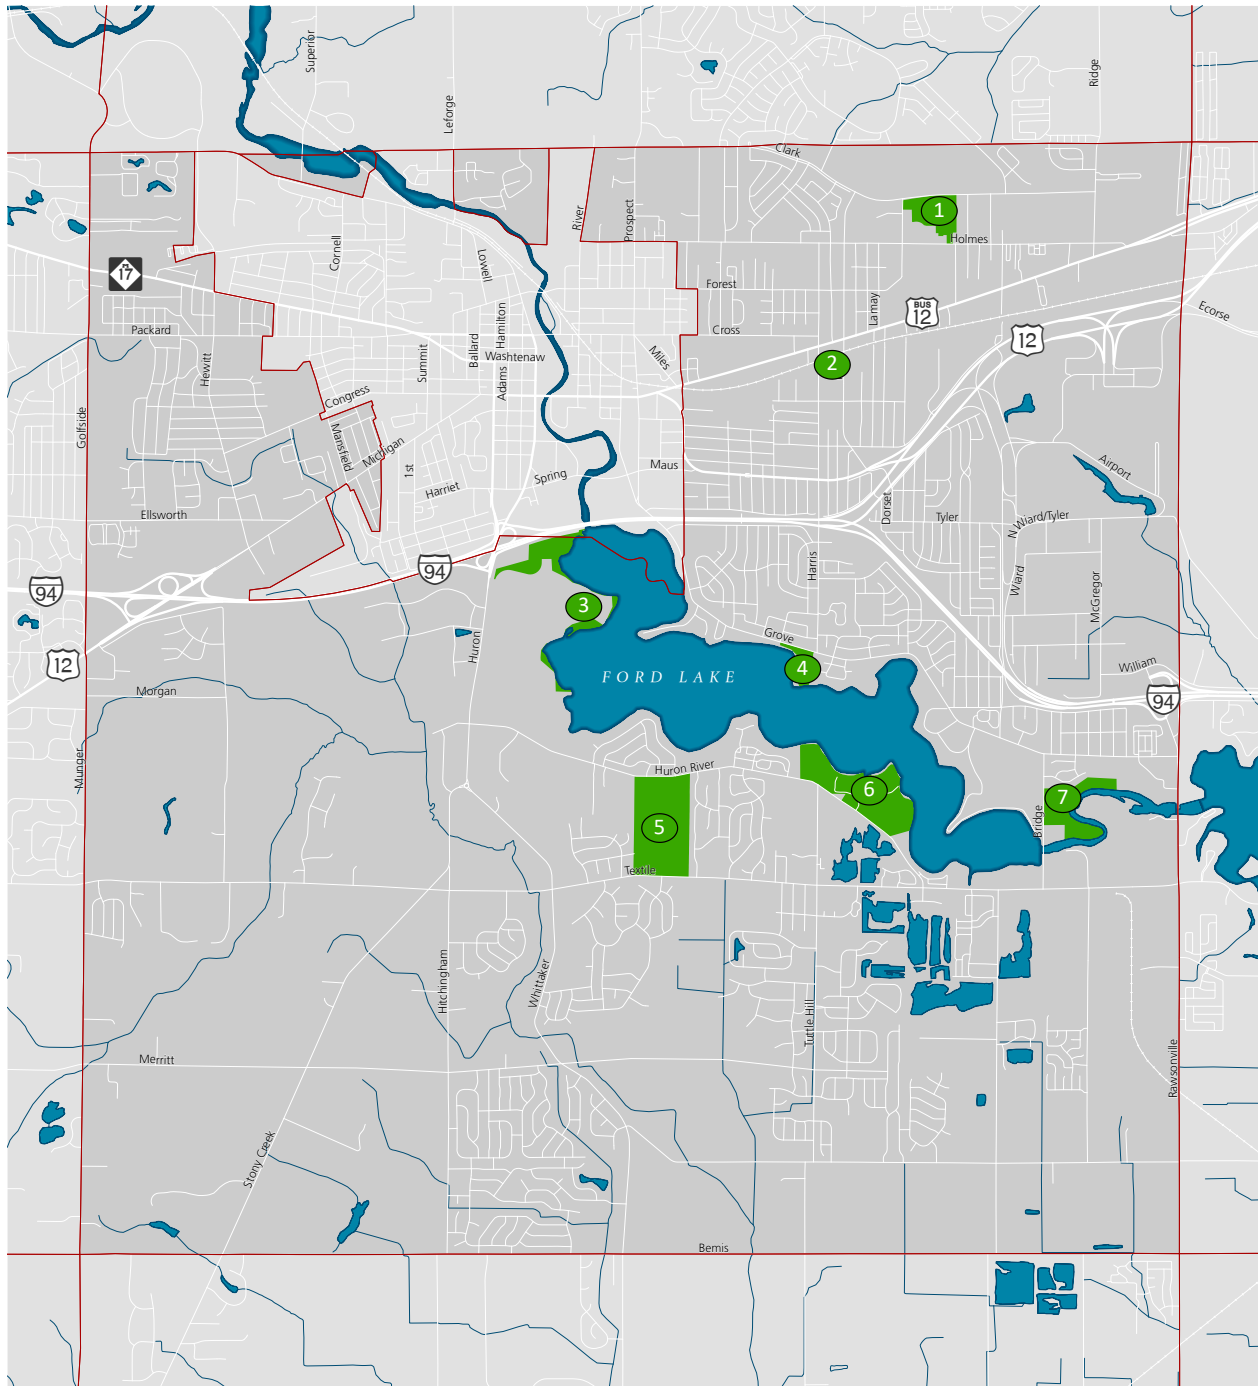 Superior
Leforge
Ridge
Clark
1
River
Prospect
Holmes
Cornell
Lowell
M
17
Forest
Lamay
BUS
12
Hamilton
Packard
Cross
12
Ecorse
Hewitt
Summit
Ballard
Washtenaw
Miles
2
Adams
Congress
Golfside
Mansfield
Michigan
1st
Spring
Maus
Airport
Harriet
Ellsworth
Dorset
Tyler
N Wiard/Tyler
94
94
Harris
Wiard
McGregor
3
Huron
Grove
12
4
William
FORD LAKE
Morgan
94
Munger
Huron River
6
7
5
Bridge
Textile
Hitchingham
Whittaker
Tuttle Hill
Merritt
Rawsonville
Stony Creek
Bemis